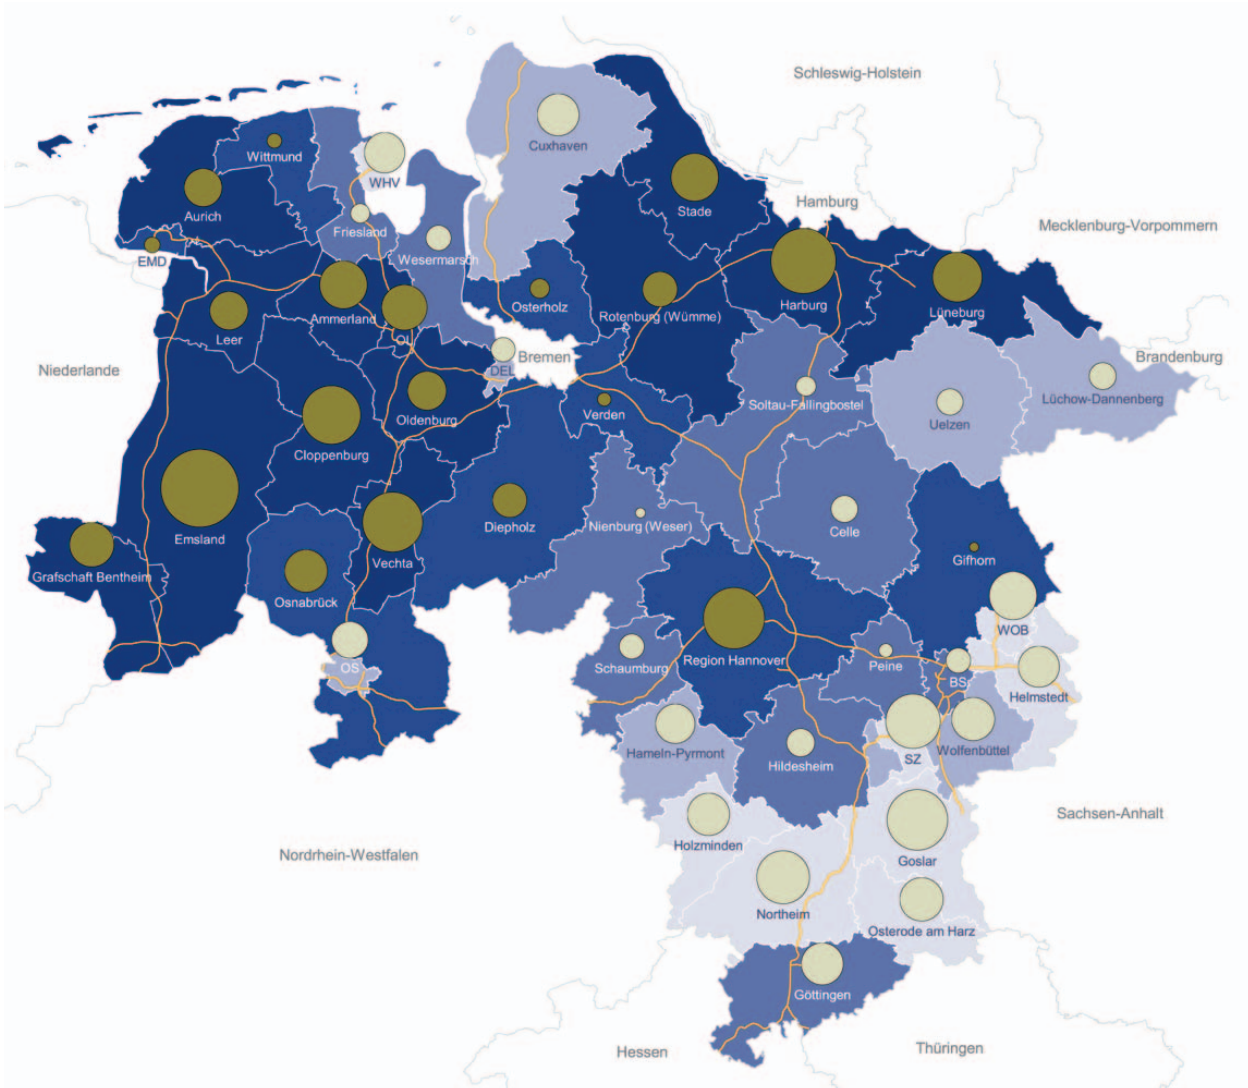 Schleswig-Holstein
Cuxhaven
Wittmund
WHV
Aurich
Stade
Hamburg
Mecklenburg-Vorpommern
Friesland
Wesermarsch
EMD
Osterholz
Rotenburg (Wümme)
Harburg
Lüneburg
Ammerland
Leer
OL
Bremen
DEL
Brandenburg
Niederlande
Oldenburg
Verden
Soltau-Fallingbostel
Uelzen
Lüchow-Dannenberg
Cloppenburg
Emsland
Diepholz
Nienburg (Weser)
Celle
Vechta
Gifhorn
Grafschaft Bentheim
Osnabrück
WOB
OS
Schaumburg
Region Hannover
Peine
BS
Helmstedt
Hameln-Pyrmont
Hildesheim
SZ
Wolfenbüttel
Sachsen-Anhalt
Holzminden
Nordrhein-Westfalen
Goslar
Northeim
Osterode am Harz
Göttingen
Hessen
Thüringen